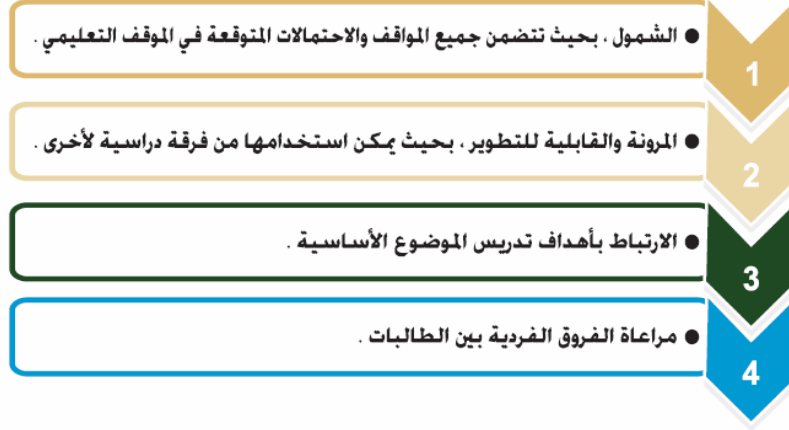 ● الشمول ، بحيث تتضمن جميع المواقف والاحتمالات المتوقعة في الموقف التعليمي .
1
● المرونة والقابلية للتطوير ، بحيث يمكن استخدامها من فرقة دراسية لأخرى .
2
● الارتباط بأهداف تدريس الموضوع الأساسية .
3
● مراعاة الفروق الفردية بين الطالبات .
4